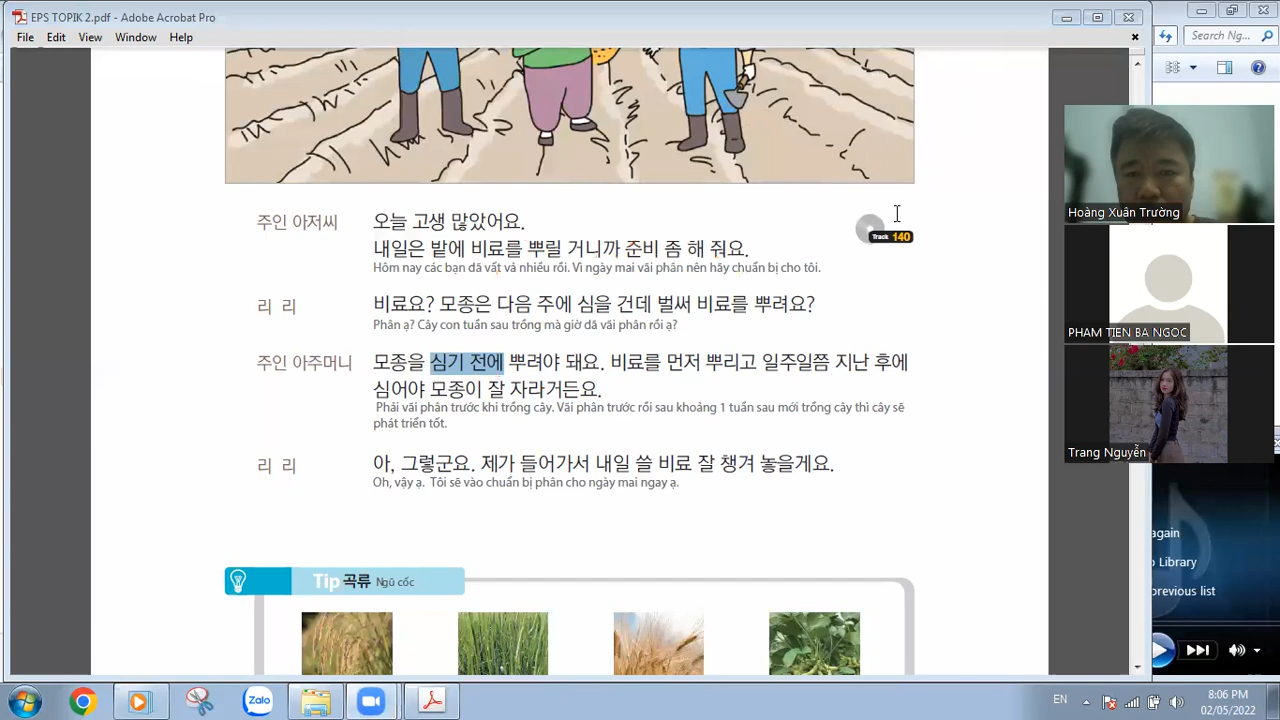 EPS TOPIK 2.pdf - Adobe Acrobat Pro
File Edit View Window Help
Search Ng...
주인 아저씨
오늘 고생 많았어요.
내일은 밭에 비료를 뿌릴 거니까 준비 좀 해 줘요.
Hôm nay các bạn đã vất vả nhiều rồi. Vì ngày mai vãi phân nên hãy chuẩn bị cho tôi.
Track 140
리 리
비료요? 모종은 다음 주에 심을 건데 벌써 비료를 뿌려요?
Phân ạ? Cây con tuần sau trồng mà giờ đã vãi phân rồi ạ?
주인 아주머니
모종을 심기 전에 뿌려야 돼요. 비료를 먼저 뿌리고 일주일쯤 지난 후에
심어야 모종이 잘 자라거든요.
Phải vãi phân trước khi trồng cây. Vãi phân trước rồi sau khoảng 1 tuần sau mới trồng cây thì cây sẽ
phát triển tốt.
리 리
아, 그렇군요. 제가 들어가서 내일 쓸 비료 잘 챙겨 놓을게요.
Oh, vậy ạ. Tôi sẽ vào chuẩn bị phân cho ngày mai ngay ạ.
Tip 곡류 Ngũ cốc
Hoàng Xuân Trường
PHAM TIEN BA NGOC
Trang Nguyễn
again
Library
previous list
Zalo
EN
8:06 PM
02/05/2022